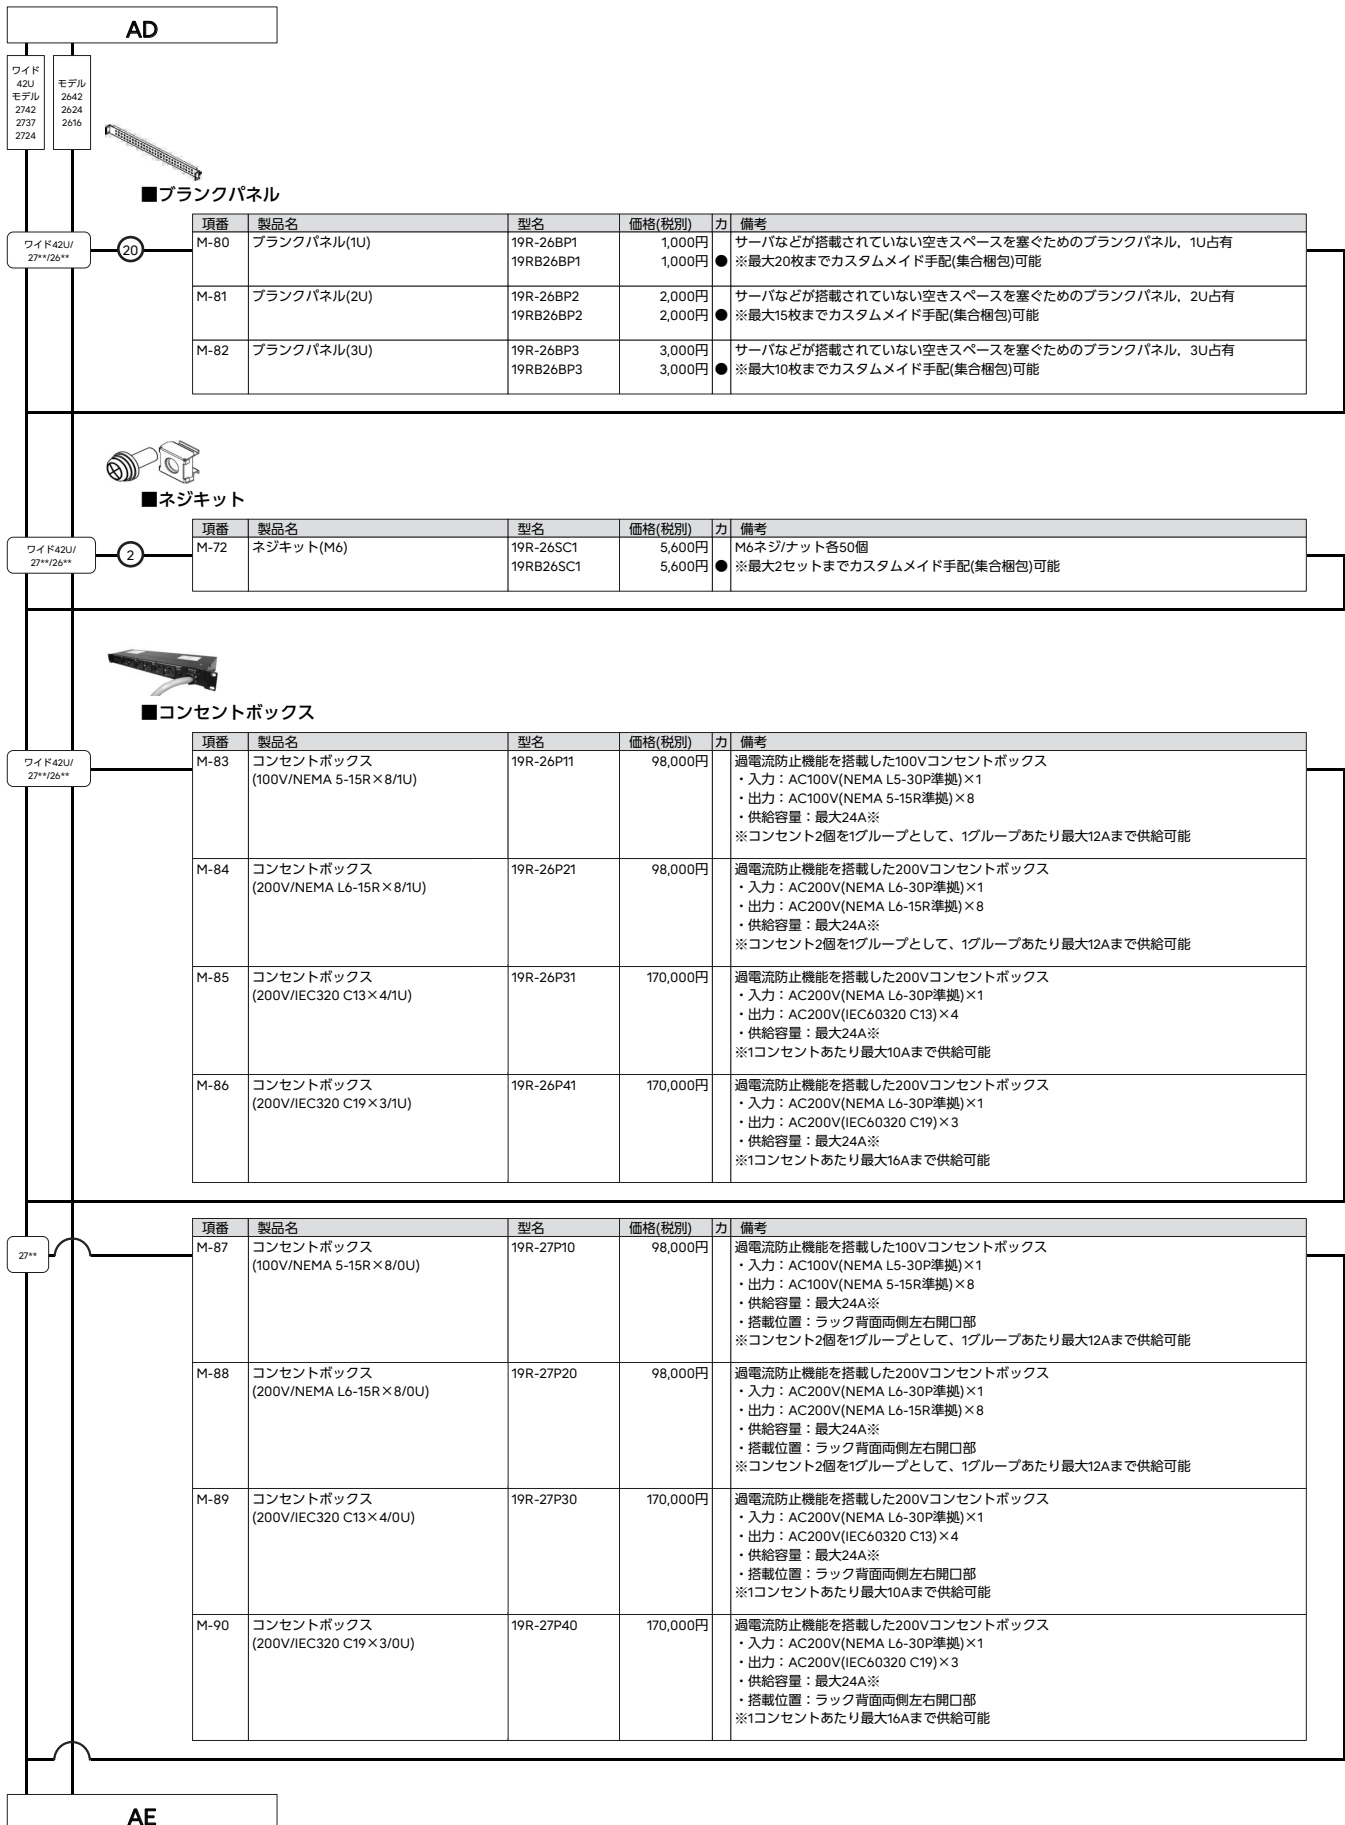 AD
ワイド
42U
モデル
2742
2737
2724
モデル
2642
2624
2616
■ブランクパネル
項番 製品名 型名 価格(税別) カ 備考
ワイド42U/
27**/26**
20
M-80 ブランクパネル(1U) 19R-26BP1 1,000円 サーバなどが搭載されていない空きスペースを塞ぐためのブランクパネル，1U占有
19RB26BP1 1,000円 ● ※最大20枚までカスタムメイド手配(集合梱包)可能
M-81 ブランクパネル(2U) 19R-26BP2 2,000円 サーバなどが搭載されていない空きスペースを塞ぐためのブランクパネル，2U占有
19RB26BP2 2,000円 ● ※最大15枚までカスタムメイド手配(集合梱包)可能
M-82 ブランクパネル(3U) 19R-26BP3 3,000円 サーバなどが搭載されていない空きスペースを塞ぐためのブランクパネル，3U占有
19RB26BP3 3,000円 ● ※最大10枚までカスタムメイド手配(集合梱包)可能
■ネジキット
項番 製品名 型名 価格(税別) カ 備考
ワイド42U/
27**/26**
2
M-72 ネジキット(M6) 19R-26SC1 5,600円 M6ネジ/ナット各50個
19RB26SC1 5,600円 ● ※最大2セットまでカスタムメイド手配(集合梱包)可能
■コンセントボックス
項番 製品名 型名 価格(税別) カ 備考
ワイド42U/
27**/26**
M-83 コンセントボックス 19R-26P11 98,000円 過電流防止機能を搭載した100Vコンセントボックス
(100V/NEMA 5-15R×8/1U) ・入力：AC100V(NEMA L5-30P準拠)×1
・出力：AC100V(NEMA 5-15R準拠)×8
・供給容量：最大24A※
※コンセント2個を1グループとして、1グループあたり最大12Aまで供給可能
M-84 コンセントボックス 19R-26P21 98,000円 過電流防止機能を搭載した200Vコンセントボックス
(200V/NEMA L6-15R×8/1U) ・入力：AC200V(NEMA L6-30P準拠)×1
・出力：AC200V(NEMA L6-15R準拠)×8
・供給容量：最大24A※
※コンセント2個を1グループとして、1グループあたり最大12Aまで供給可能
M-85 コンセントボックス 19R-26P31 170,000円 過電流防止機能を搭載した200Vコンセントボックス
(200V/IEC320 C13×4/1U) ・入力：AC200V(NEMA L6-30P準拠)×1
・出力：AC200V(IEC60320 C13)×4
・供給容量：最大24A※
※1コンセントあたり最大10Aまで供給可能
M-86 コンセントボックス 19R-26P41 170,000円 過電流防止機能を搭載した200Vコンセントボックス
(200V/IEC320 C19×3/1U) ・入力：AC200V(NEMA L6-30P準拠)×1
・出力：AC200V(IEC60320 C19)×3
・供給容量：最大24A※
※1コンセントあたり最大16Aまで供給可能
項番 製品名 型名 価格(税別) カ 備考
27**
M-87 コンセントボックス 19R-27P10 98,000円 過電流防止機能を搭載した100Vコンセントボックス
(100V/NEMA 5-15R×8/0U) ・入力：AC100V(NEMA L5-30P準拠)×1
・出力：AC100V(NEMA 5-15R準拠)×8
・供給容量：最大24A※
・搭載位置：ラック背面両側左右開口部
※コンセント2個を1グループとして、1グループあたり最大12Aまで供給可能
M-88 コンセントボックス 19R-27P20 98,000円 過電流防止機能を搭載した200Vコンセントボックス
(200V/NEMA L6-15R×8/0U) ・入力：AC200V(NEMA L6-30P準拠)×1
・出力：AC200V(NEMA L6-15R準拠)×8
・供給容量：最大24A※
・搭載位置：ラック背面両側左右開口部
※コンセント2個を1グループとして、1グループあたり最大12Aまで供給可能
M-89 コンセントボックス 19R-27P30 170,000円 過電流防止機能を搭載した200Vコンセントボックス
(200V/IEC320 C13×4/0U) ・入力：AC200V(NEMA L6-30P準拠)×1
・出力：AC200V(IEC60320 C13)×4
・供給容量：最大24A※
・搭載位置：ラック背面両側左右開口部
※1コンセントあたり最大10Aまで供給可能
M-90 コンセントボックス 19R-27P40 170,000円 過電流防止機能を搭載した200Vコンセントボックス
(200V/IEC320 C19×3/0U) ・入力：AC200V(NEMA L6-30P準拠)×1
・出力：AC200V(IEC60320 C19)×3
・供給容量：最大24A※
・搭載位置：ラック背面両側左右開口部
※1コンセントあたり最大16Aまで供給可能
AE